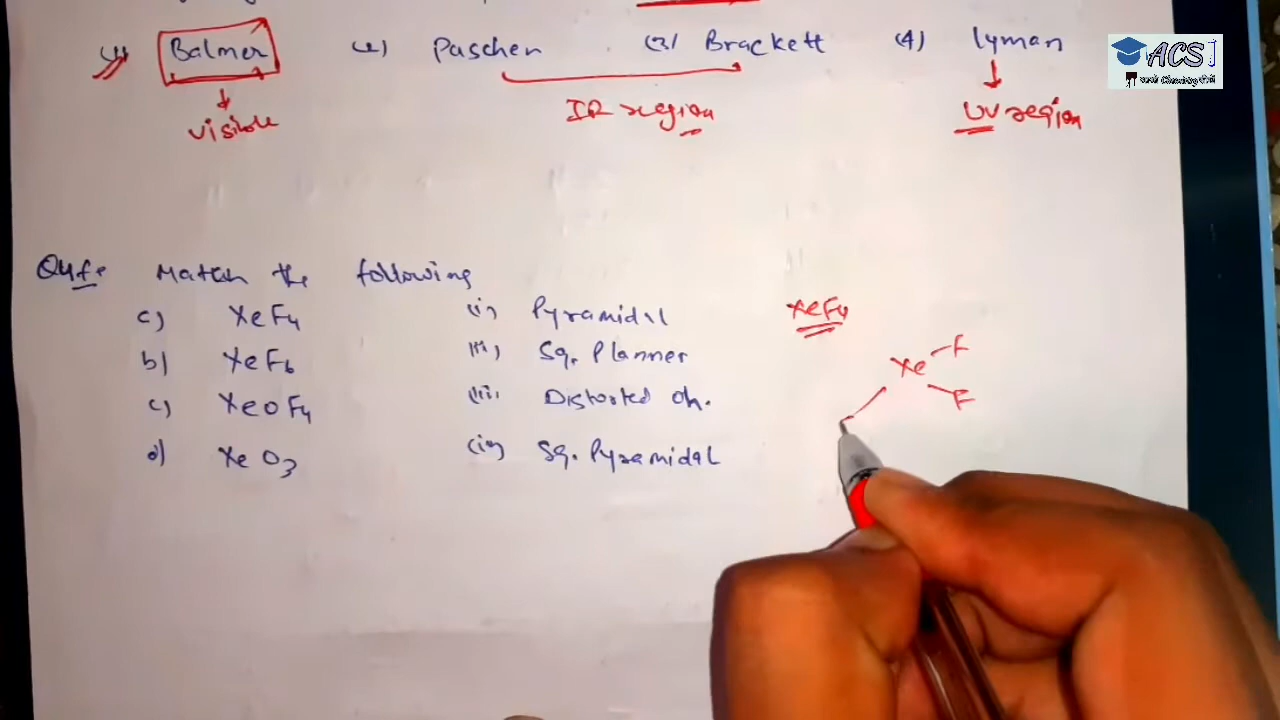 (1) Balmer (2) Paschen (3) Brackett (4) lyman
visible IR region UV region
ACS
Match the following
XeF4 (i) Pyramidal XeF4
b) XeF6 (ii) Sq. Planner
c) XeOF4 (iii) Distorted oh.
d) XeO3 (iv) Sq. Pyramidal
Xe F
F